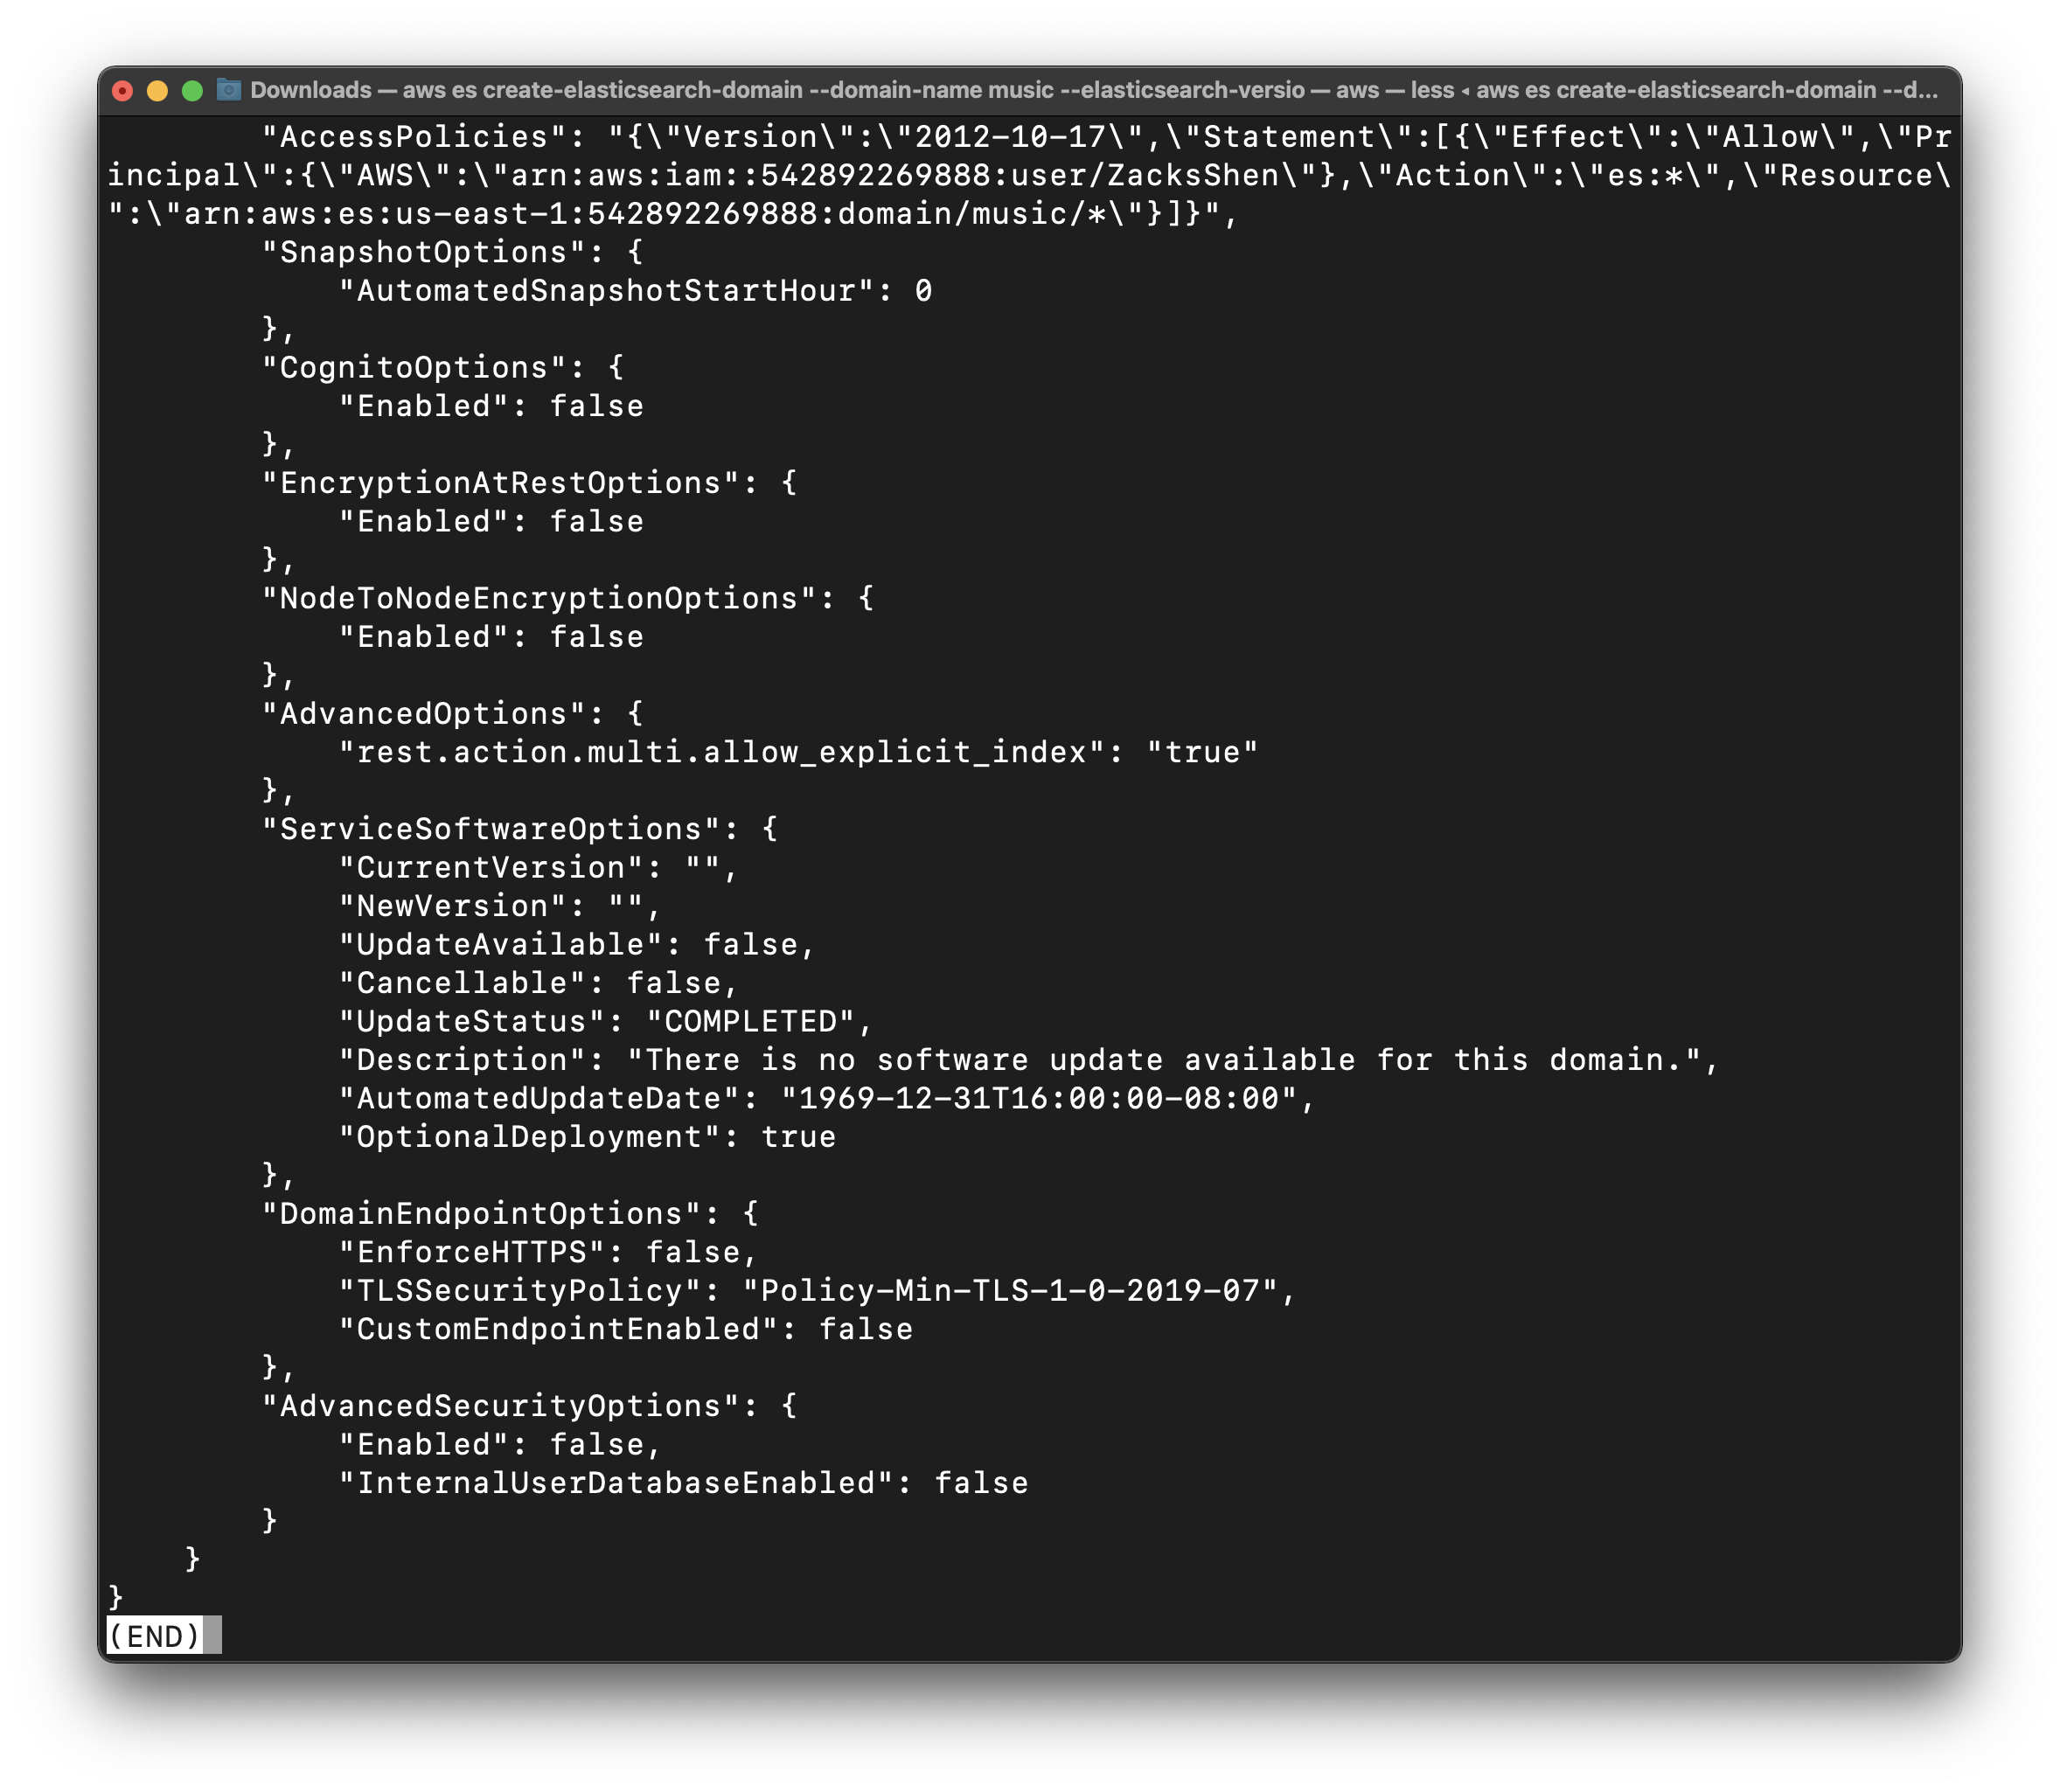 Downloads — aws es create-elasticsearch-domain --domain-name music --elasticsearch-versio — aws — less ◂ aws es create-elasticsearch-domain --d...
        "AccessPolicies": "{\"Version\":\"2012-10-17\",\"Statement\":[{\"Effect\":\"Allow\",\"Pr
incipal\":{\"AWS\":\"arn:aws:iam::542892269888:user/ZacksShen\"},\"Action\":\"es:*\",\"Resource\
":\"arn:aws:es:us-east-1:542892269888:domain/music/*\"}]}",
        "SnapshotOptions": {
            "AutomatedSnapshotStartHour": 0
        },
        "CognitoOptions": {
            "Enabled": false
        },
        "EncryptionAtRestOptions": {
            "Enabled": false
        },
        "NodeToNodeEncryptionOptions": {
            "Enabled": false
        },
        "AdvancedOptions": {
            "rest.action.multi.allow_explicit_index": "true"
        },
        "ServiceSoftwareOptions": {
            "CurrentVersion": "",
            "NewVersion": "",
            "UpdateAvailable": false,
            "Cancellable": false,
            "UpdateStatus": "COMPLETED",
            "Description": "There is no software update available for this domain.",
            "AutomatedUpdateDate": "1969-12-31T16:00:00-08:00",
            "OptionalDeployment": true
        },
        "DomainEndpointOptions": {
            "EnforceHTTPS": false,
            "TLSSecurityPolicy": "Policy-Min-TLS-1-0-2019-07",
            "CustomEndpointEnabled": false
        },
        "AdvancedSecurityOptions": {
            "Enabled": false,
            "InternalUserDatabaseEnabled": false
        }
    }
}
(END)